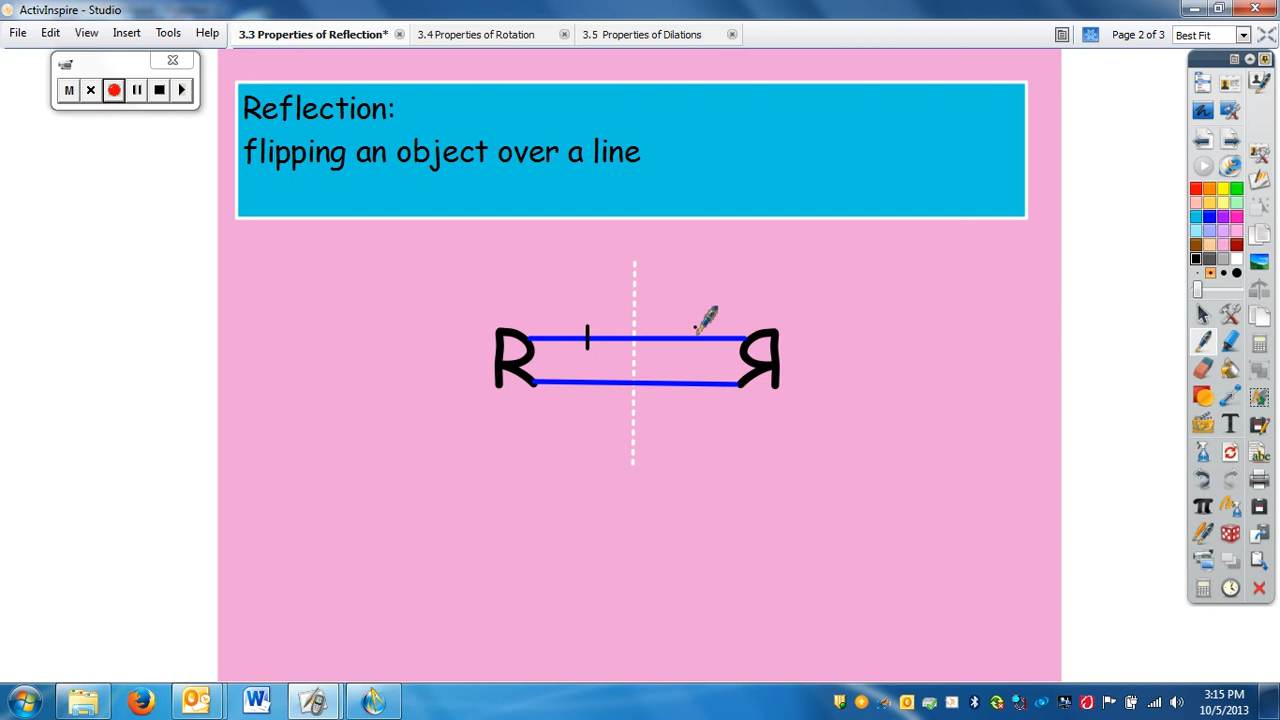 ActivInspire - Studio
File Edit View Insert Tools Help
3.3 Properties of Reflection* 3.4 Properties of Rotation 3.5 Properties of Dilations
Page 2 of 3 Best Fit
M
Reflection:
flipping an object over a line
R Я
T
abc
π
W
3:15 PM
10/5/2013